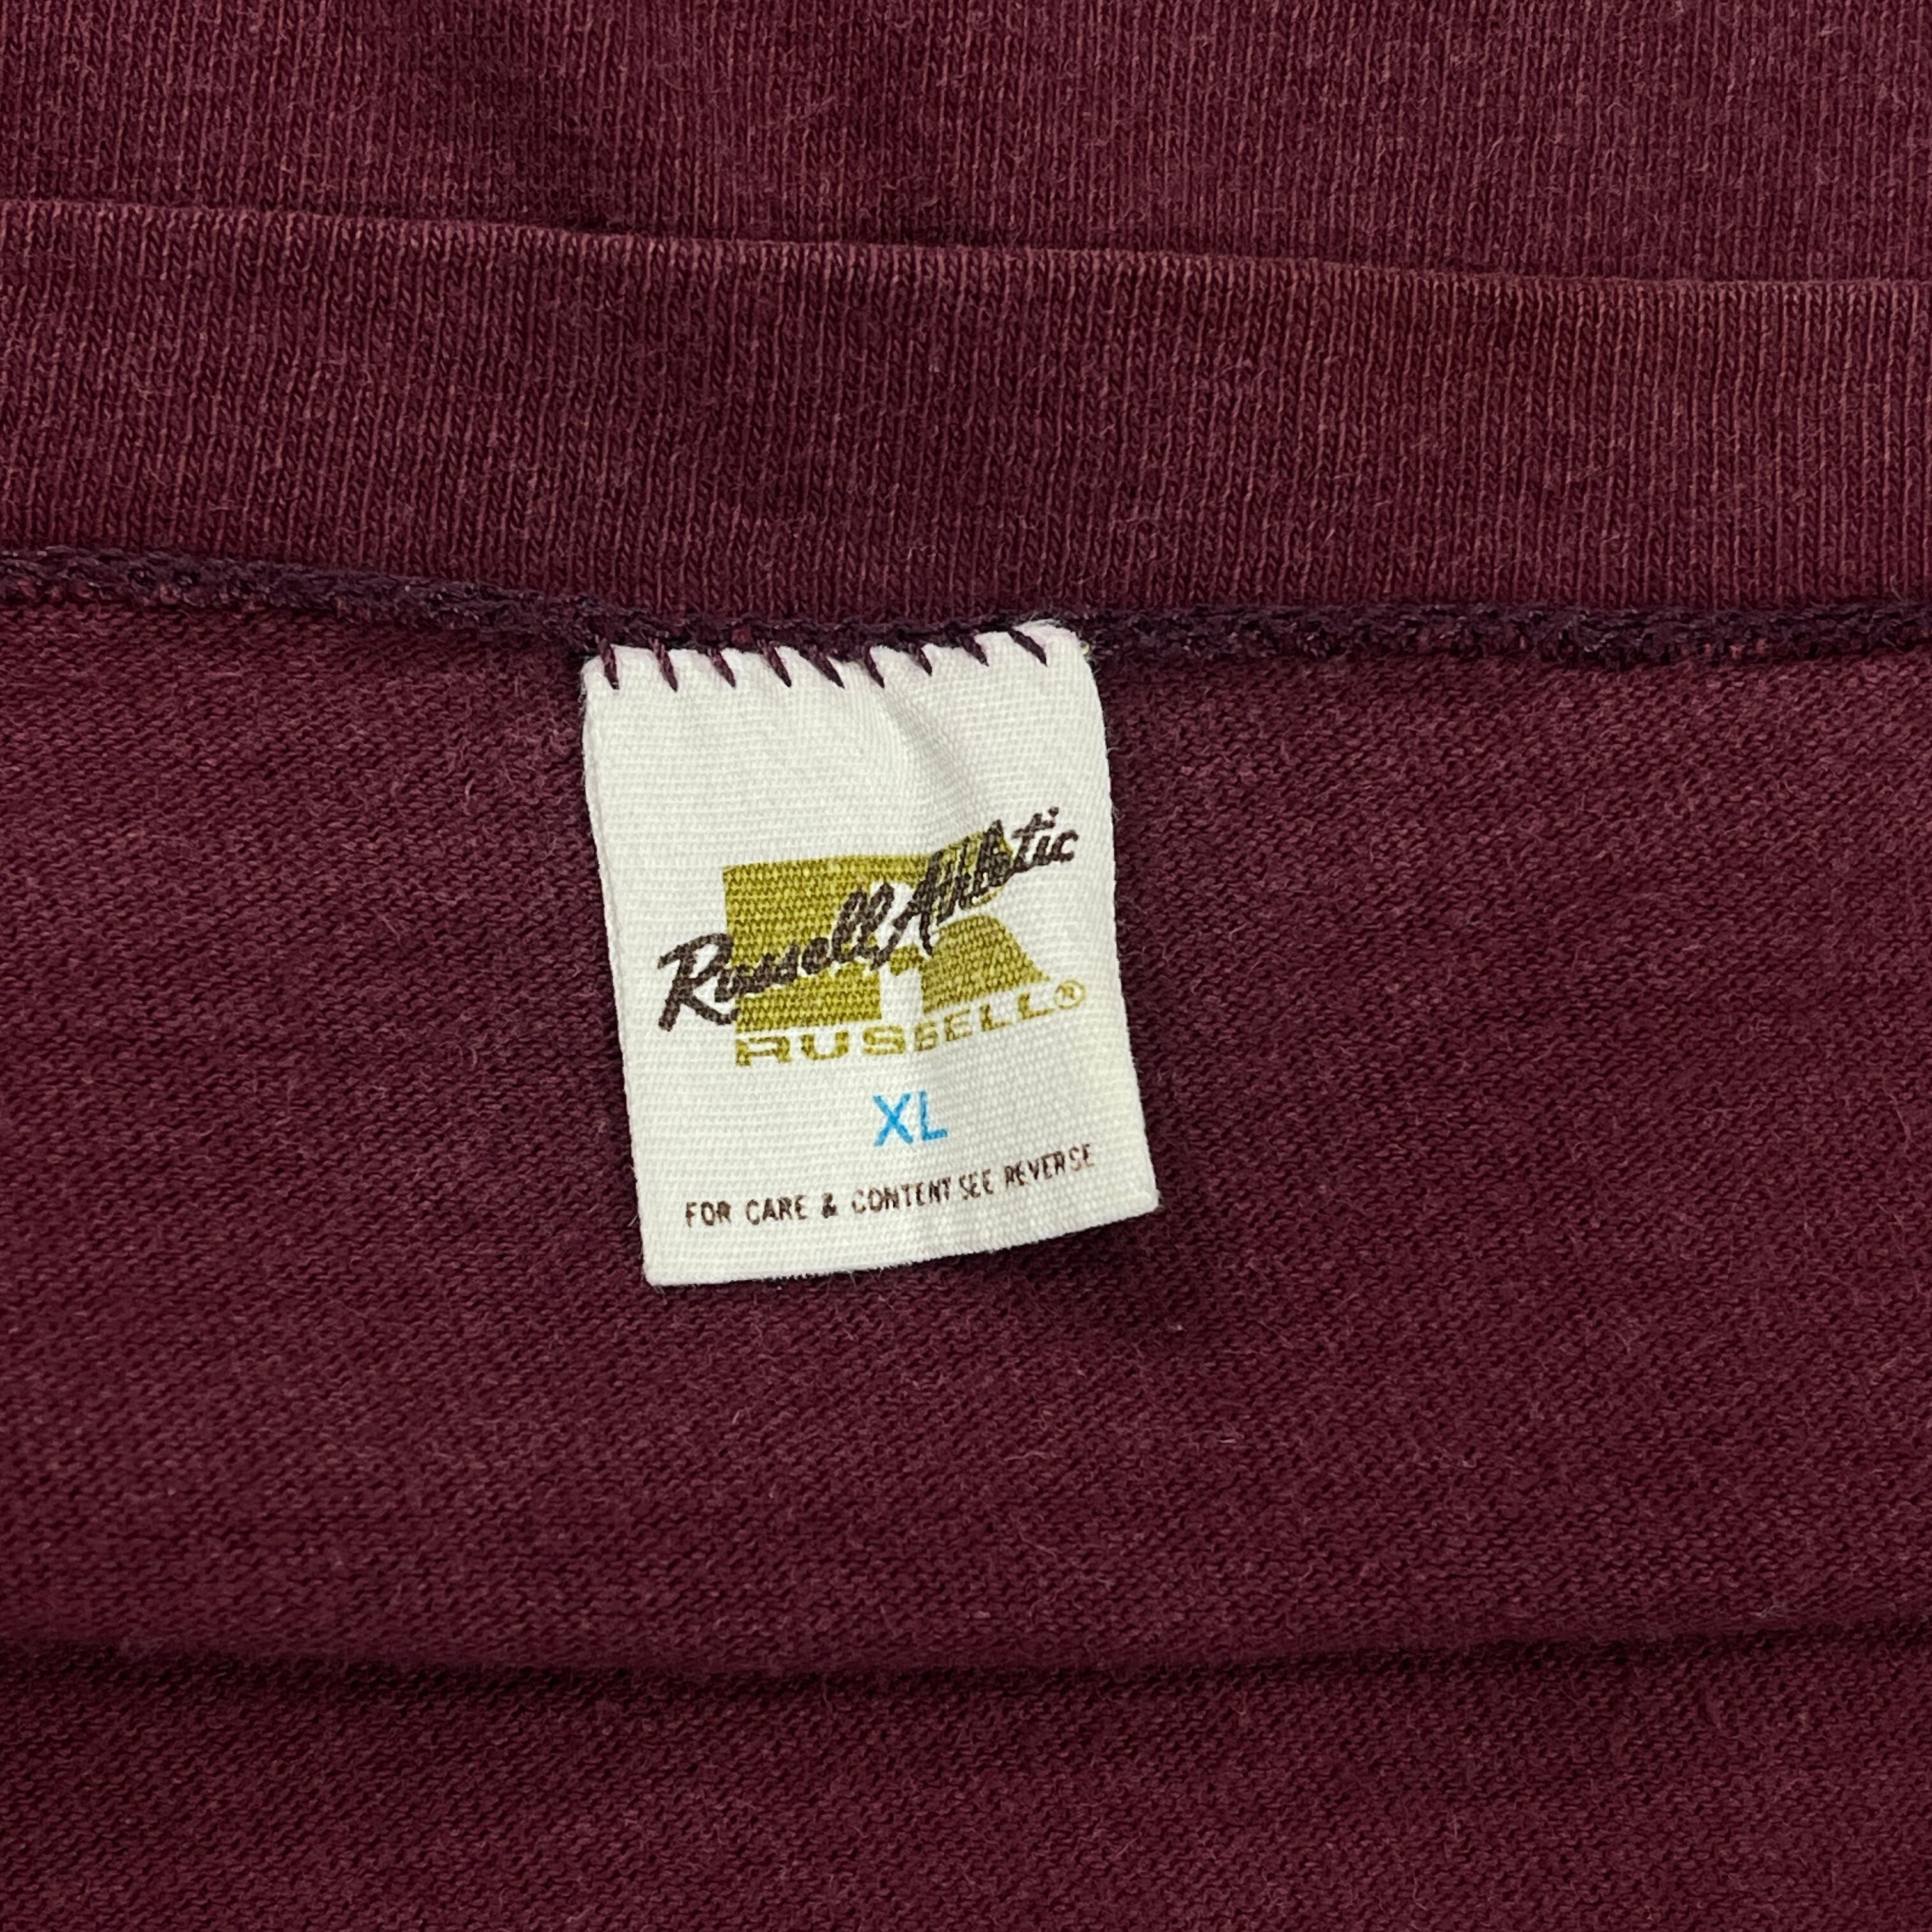 Russell Athletic
RUSSELL®
XL
FOR CARE & CONTENT SEE REVERSE